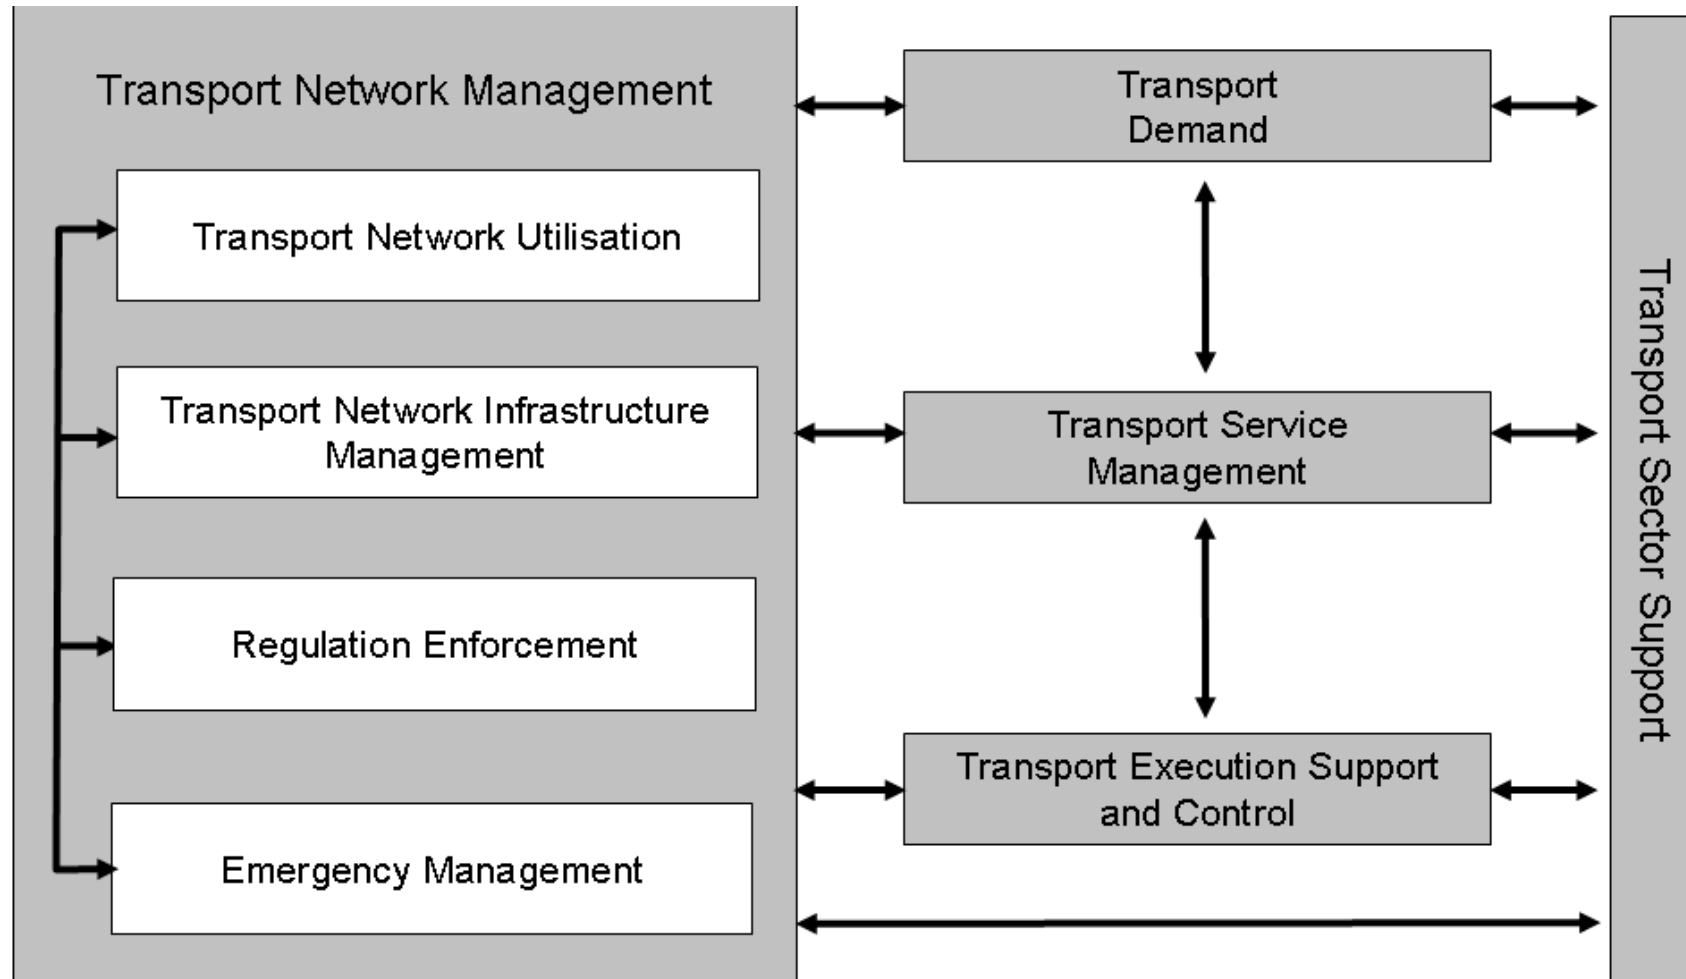 Transport Network Management
Transport Network Utilisation
Transport Network Infrastructure
Management
Regulation Enforcement
Emergency Management
Transport
Demand
Transport Service
Management
Transport Execution Support
and Control
Transport Sector Support